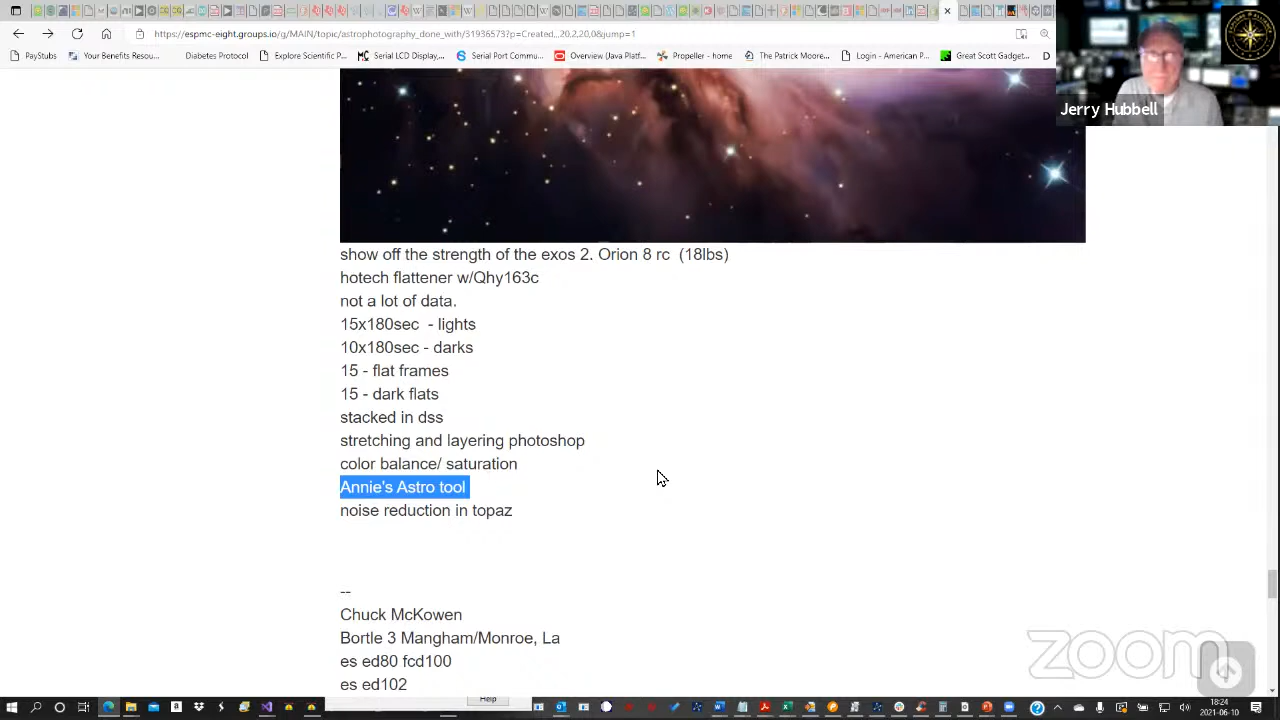 https://espmc-eight.groups.io/g/MAIN/topic/astrophotography_done_with/31936573?p=Created,,,20,2,20,0&jump=1
PayStubs
Your Benefits Resou...
Diabetes Protocol
Explore Scientific P...
Serial LCD Display,...
Serial Port Commun...
Overview (Java Platf...
Propeller - home
The Patrick Moore...
Login - American P...
Great Scott Gadget...
D
Jerry Hubbell
show off the strength of the exos 2. Orion 8 rc (18lbs)
hotech flattener w/Qhy163c
not a lot of data.
15x180sec - lights
10x180sec - darks
15 - flat frames
15 - dark flats
stacked in dss
stretching and layering photoshop
color balance/ saturation
Annie's Astro tool
noise reduction in topaz
--
Chuck McKowen
Bortle 3 Mangham/Monroe, La
es ed80 fcd100
es ed102
zoom
Help
18:24
2021-06-10